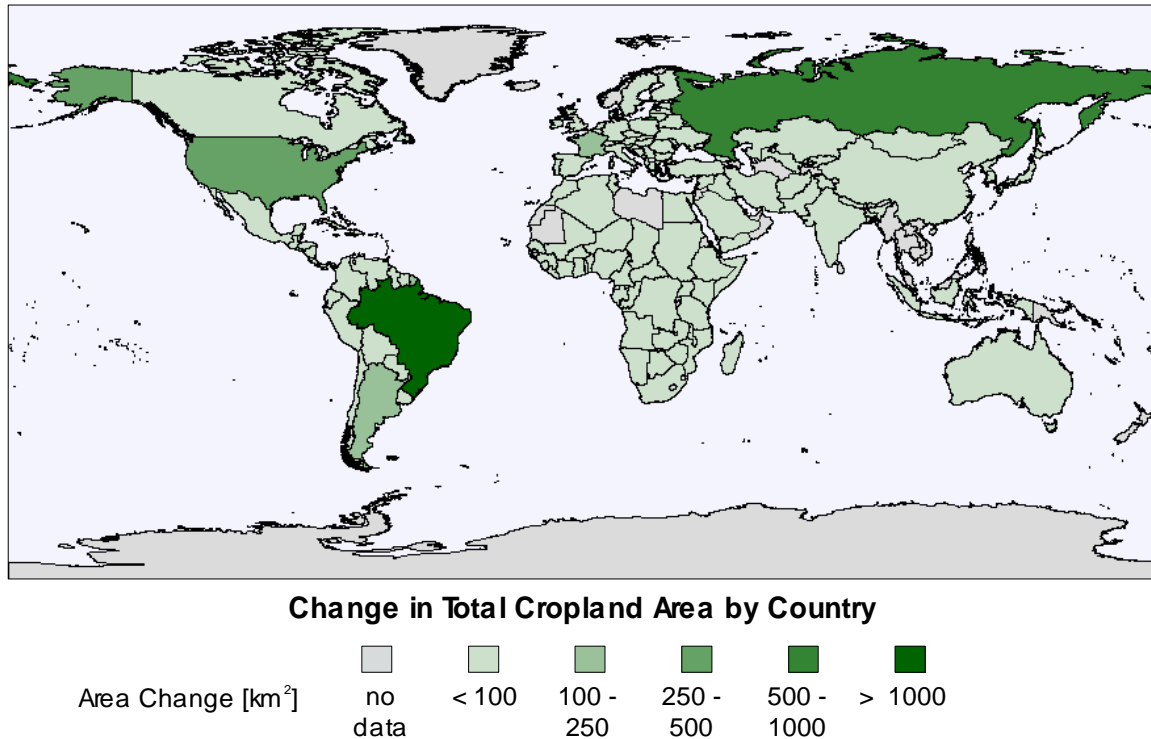 Change in Total Cropland Area by Country
Area Change [km²]
no data
< 100
100 - 250
250 - 500
500 - 1000
> 1000